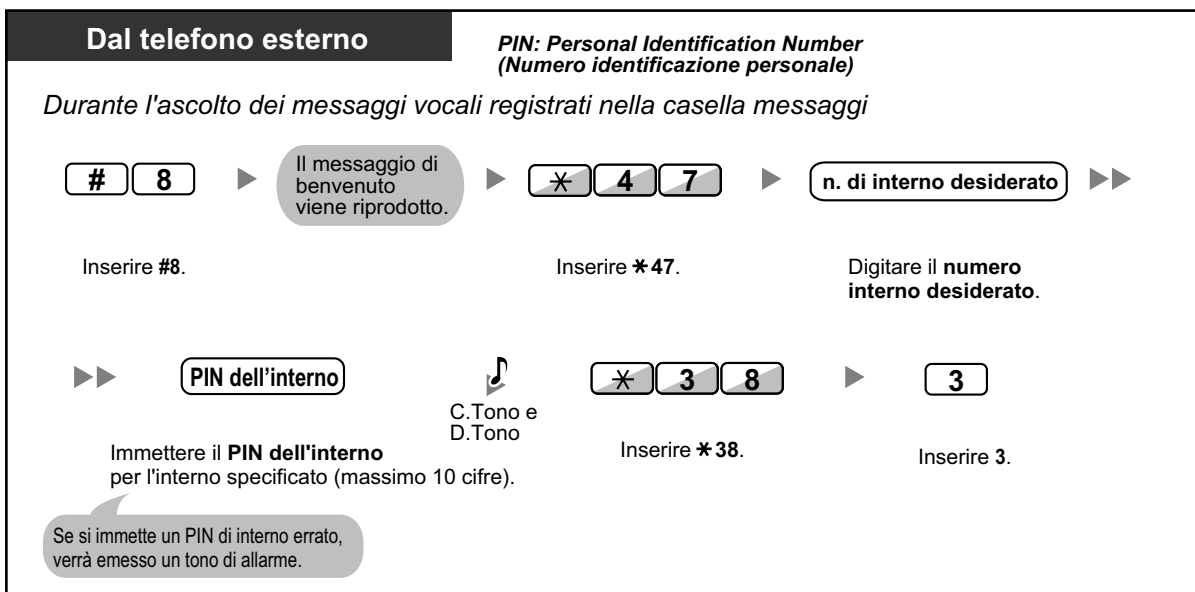 Dal telefono esterno
PIN: Personal Identification Number
(Numero identificazione personale)
Durante l'ascolto dei messaggi vocali registrati nella casella messaggi
# 8
Il messaggio di
benvenuto
viene riprodotto.
* 4 7
n. di interno desiderato
Inserire #8.
Inserire *47.
Digitare il numero
interno desiderato.
PIN dell'interno
C.Tono e
D.Tono
* 3 8
3
Immettere il PIN dell'interno
per l'interno specificato (massimo 10 cifre).
Inserire *38.
Inserire 3.
Se si immette un PIN di interno errato,
verrà emesso un tono di allarme.